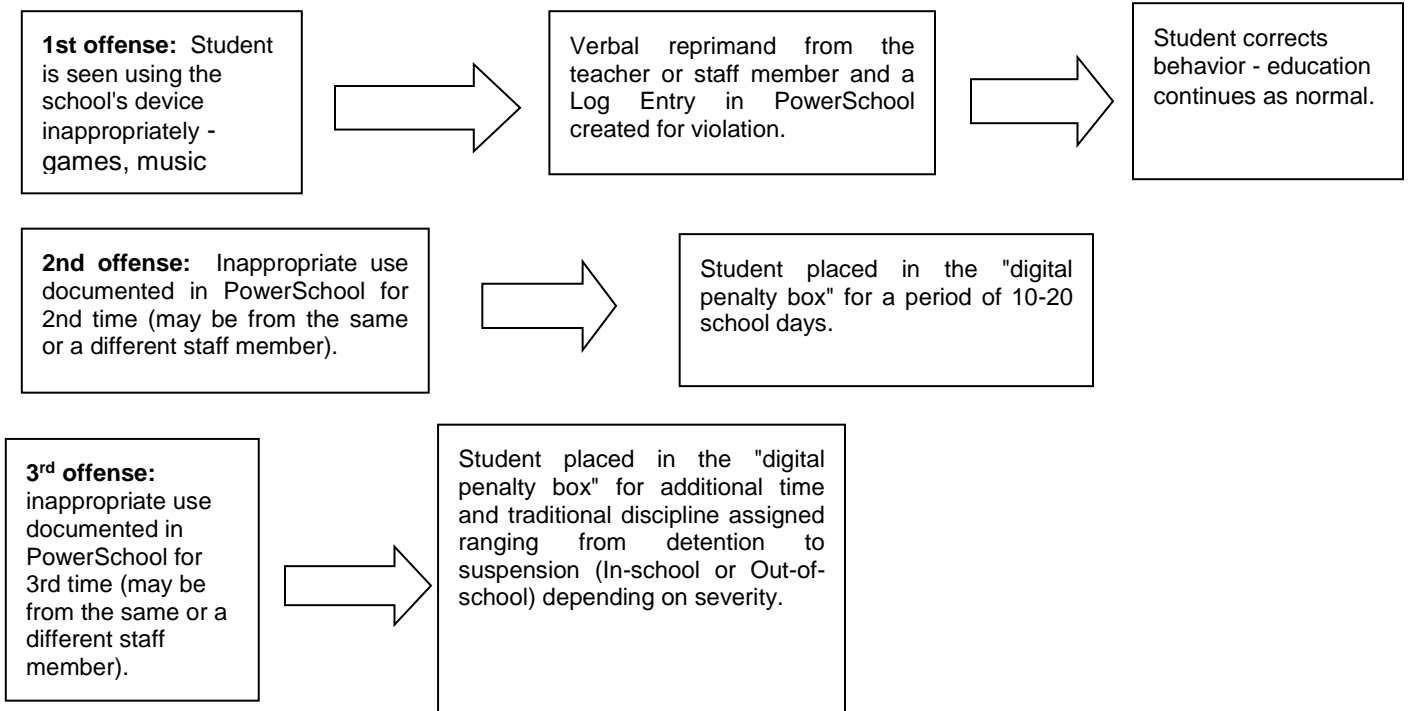 1st offense: Student
is seen using the
school's device
inappropriately -
games, music
Verbal reprimand from the
teacher or staff member and a
Log Entry in PowerSchool
created for violation.
Student corrects
behavior - education
continues as normal.
2nd offense: Inappropriate use
documented in PowerSchool for
2nd time (may be from the same
or a different staff member).
Student placed in the "digital
penalty box" for a period of 10-20
school days.
3rd offense:
inappropriate use
documented in
PowerSchool for
3rd time (may be
from the same or a
different staff
member).
Student placed in the "digital
penalty box" for additional time
and traditional discipline assigned
ranging from detention to
suspension (In-school or Out-of-
school) depending on severity.